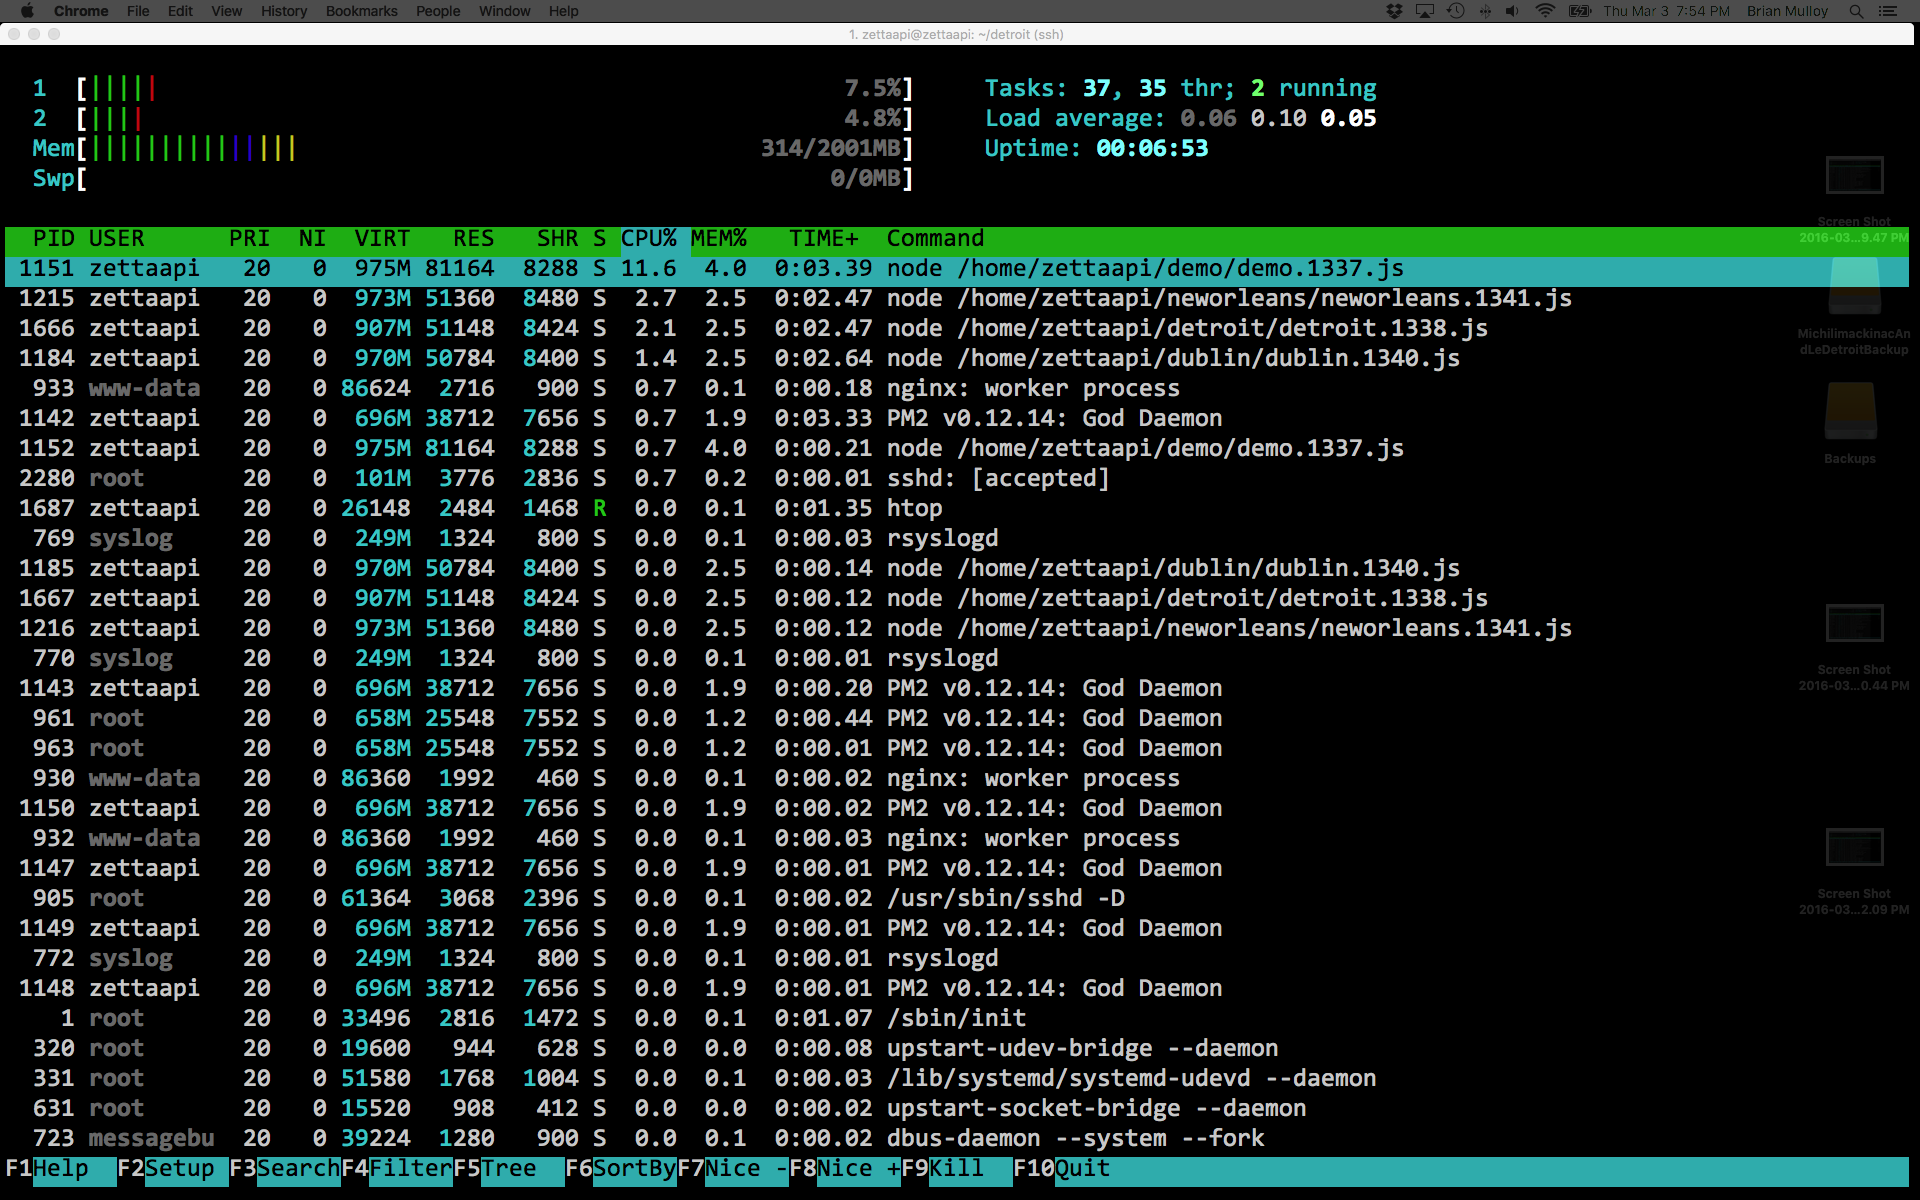 Chrome File Edit View History Bookmarks People Window Help Thu Mar 3 7:54 PM Brian Mulloy
1. zettaapi@zettaapi: ~/detroit (ssh)
1 [||||| 7.5%] Tasks: 37, 35 thr; 2 running
2 [|||| 4.8%] Load average: 0.06 0.10 0.05
Mem[||||||||||||||| 314/2001MB] Uptime: 00:06:53
Swp[ 0/0MB]
PID USER PRI NI VIRT RES SHR S CPU% MEM% TIME+ Command
1151 zettaapi 20 0 975M 81164 8288 S 11.6 4.0 0:03.39 node /home/zettaapi/demo/demo.1337.js
1215 zettaapi 20 0 973M 51360 8480 S 2.7 2.5 0:02.47 node /home/zettaapi/neworleans/neworleans.1341.js
1666 zettaapi 20 0 907M 51148 8424 S 2.1 2.5 0:02.47 node /home/zettaapi/detroit/detroit.1338.js
1184 zettaapi 20 0 970M 50784 8400 S 1.4 2.5 0:02.64 node /home/zettaapi/dublin/dublin.1340.js
933 www-data 20 0 86624 2716 900 S 0.7 0.1 0:00.18 nginx: worker process
1142 zettaapi 20 0 696M 38712 7656 S 0.7 1.9 0:03.33 PM2 v0.12.14: God Daemon
1152 zettaapi 20 0 975M 81164 8288 S 0.7 4.0 0:00.21 node /home/zettaapi/demo/demo.1337.js
2280 root 20 0 101M 3776 2836 S 0.7 0.2 0:00.01 sshd: [accepted]
1687 zettaapi 20 0 26148 2484 1468 R 0.0 0.1 0:01.35 htop
769 syslog 20 0 249M 1324 800 S 0.0 0.1 0:00.03 rsyslogd
1185 zettaapi 20 0 970M 50784 8400 S 0.0 2.5 0:00.14 node /home/zettaapi/dublin/dublin.1340.js
1667 zettaapi 20 0 907M 51148 8424 S 0.0 2.5 0:00.12 node /home/zettaapi/detroit/detroit.1338.js
1216 zettaapi 20 0 973M 51360 8480 S 0.0 2.5 0:00.12 node /home/zettaapi/neworleans/neworleans.1341.js
770 syslog 20 0 249M 1324 800 S 0.0 0.1 0:00.01 rsyslogd
1143 zettaapi 20 0 696M 38712 7656 S 0.0 1.9 0:00.20 PM2 v0.12.14: God Daemon
961 root 20 0 658M 25548 7552 S 0.0 1.2 0:00.44 PM2 v0.12.14: God Daemon
963 root 20 0 658M 25548 7552 S 0.0 1.2 0:00.01 PM2 v0.12.14: God Daemon
930 www-data 20 0 86360 1992 460 S 0.0 0.1 0:00.02 nginx: worker process
1150 zettaapi 20 0 696M 38712 7656 S 0.0 1.9 0:00.02 PM2 v0.12.14: God Daemon
932 www-data 20 0 86360 1992 460 S 0.0 0.1 0:00.03 nginx: worker process
1147 zettaapi 20 0 696M 38712 7656 S 0.0 1.9 0:00.01 PM2 v0.12.14: God Daemon
905 root 20 0 61364 3068 2396 S 0.0 0.1 0:00.02 /usr/sbin/sshd -D
1149 zettaapi 20 0 696M 38712 7656 S 0.0 1.9 0:00.01 PM2 v0.12.14: God Daemon
772 syslog 20 0 249M 1324 800 S 0.0 0.1 0:00.01 rsyslogd
1148 zettaapi 20 0 696M 38712 7656 S 0.0 1.9 0:00.01 PM2 v0.12.14: God Daemon
1 root 20 0 33496 2816 1472 S 0.0 0.1 0:01.07 /sbin/init
320 root 20 0 19600 944 628 S 0.0 0.0 0:00.08 upstart-udev-bridge --daemon
331 root 20 0 51580 1768 1004 S 0.0 0.1 0:00.03 /lib/systemd/systemd-udevd --daemon
631 root 20 0 15520 908 412 S 0.0 0.0 0:00.02 upstart-socket-bridge --daemon
723 messagebu 20 0 39224 1280 900 S 0.0 0.1 0:00.02 dbus-daemon --system --fork
F1Help F2Setup F3SearchF4FilterF5Tree F6SortByF7Nice -F8Nice +F9Kill F10Quit
Screen Shot
2016-03...9.47 PM
MichilimackinacAn
dLeDetroitBackup
Backups
Screen Shot
2016-03...0.44 PM
Screen Shot
2016-03...2.09 PM